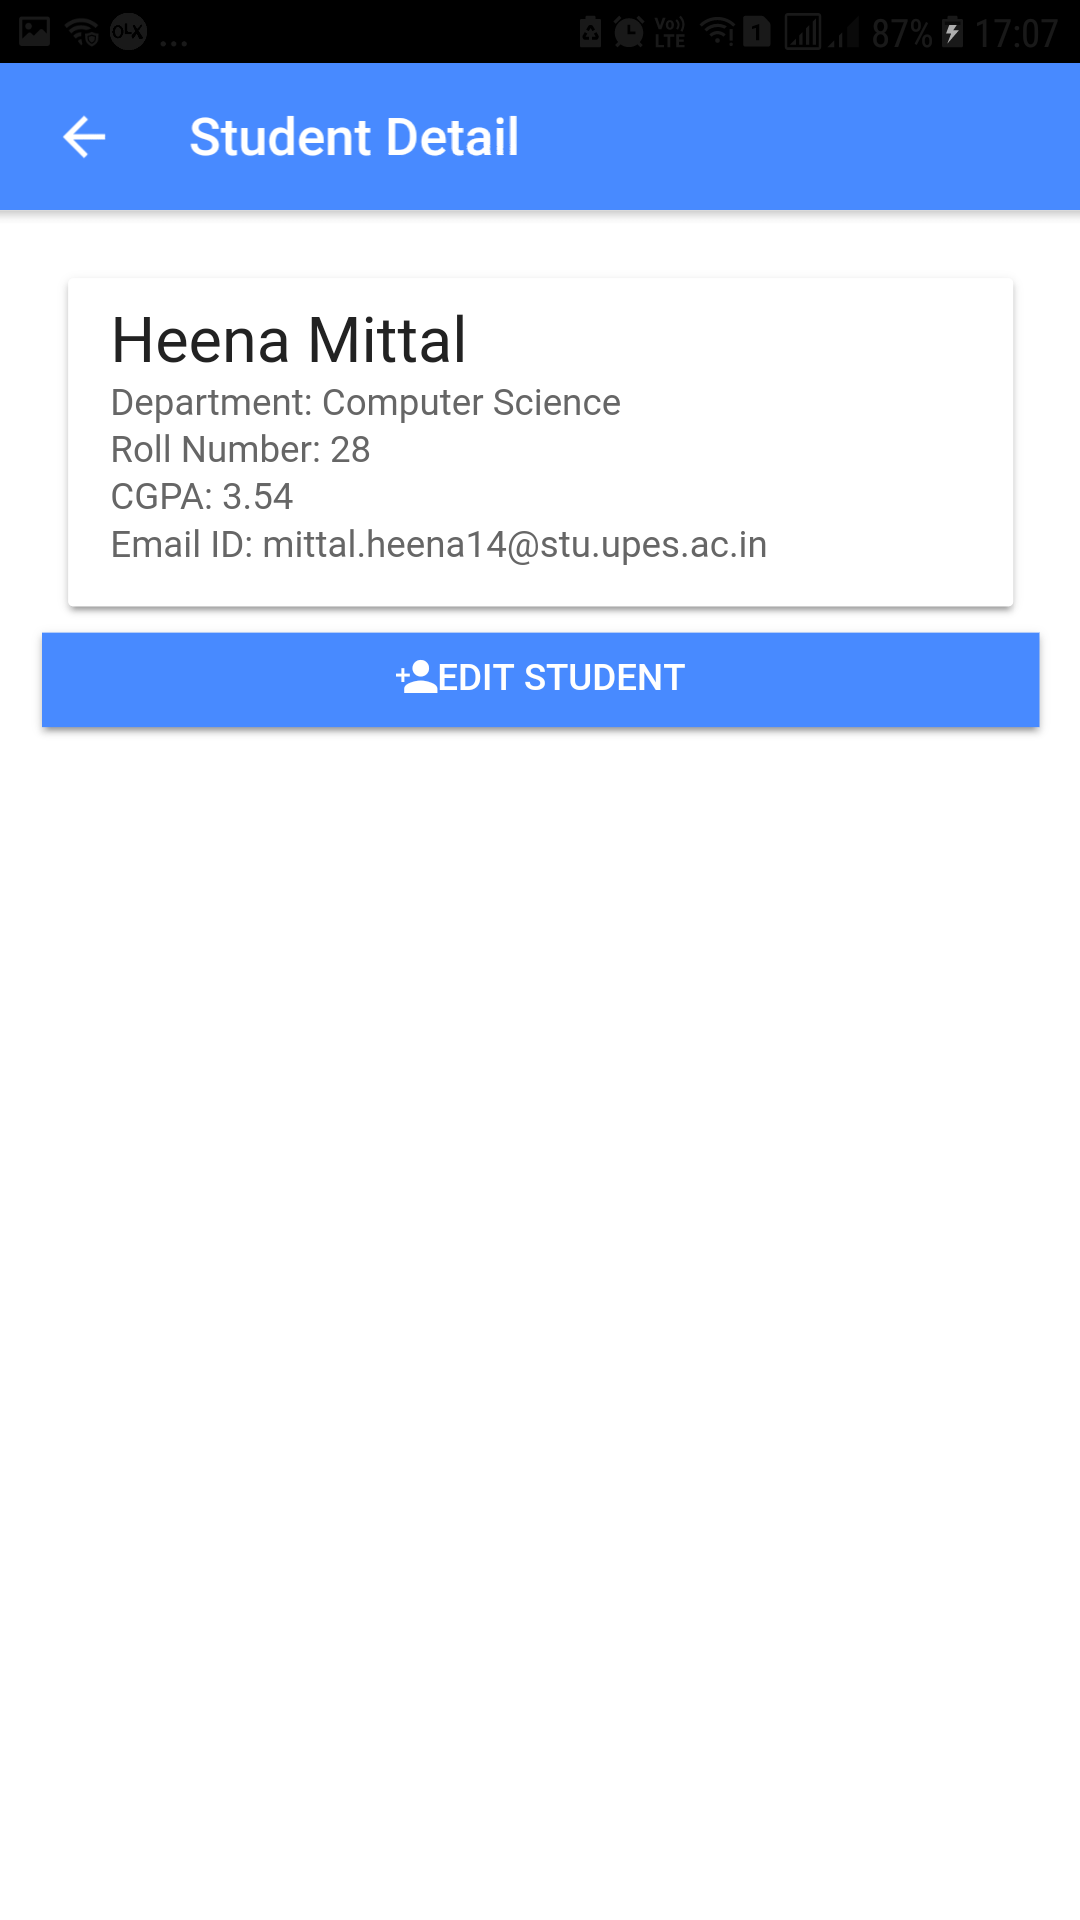 OLX ... Vo)) LTE 1 87% 17:07
Student Detail
Heena Mittal
Department: Computer Science
Roll Number: 28
CGPA: 3.54
Email ID: mittal.heena14@stu.upes.ac.in
EDIT STUDENT